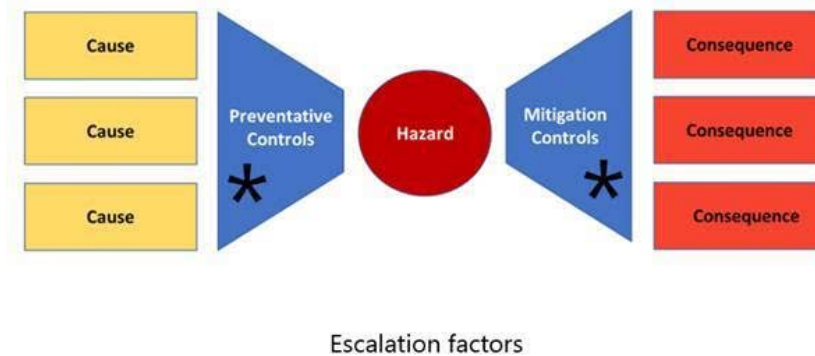 Cause
Cause
Cause
Preventative
Controls
*
Hazard
Mitigation
Controls
*
Consequence
Consequence
Consequence
Escalation factors